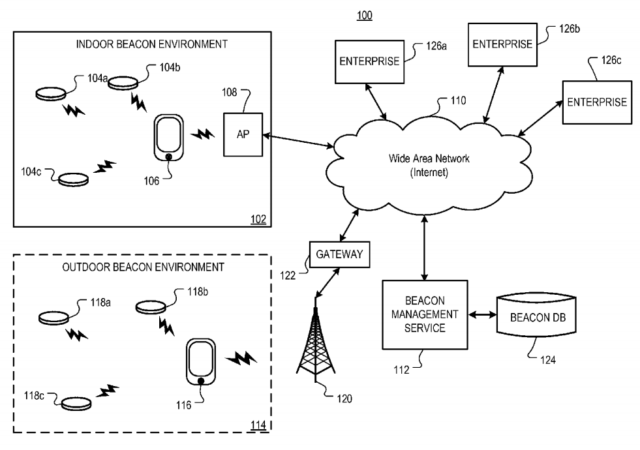 100
INDOOR BEACON ENVIRONMENT
104a
104b
108
AP
104c
106
102
ENTERPRISE
126a
ENTERPRISE
126b
ENTERPRISE
126c
110
Wide Area Network
(Internet)
GATEWAY
122
OUTDOOR BEACON ENVIRONMENT
118a
118b
118c
116
114
120
BEACON
MANAGEMENT
SERVICE
112
BEACON DB
124